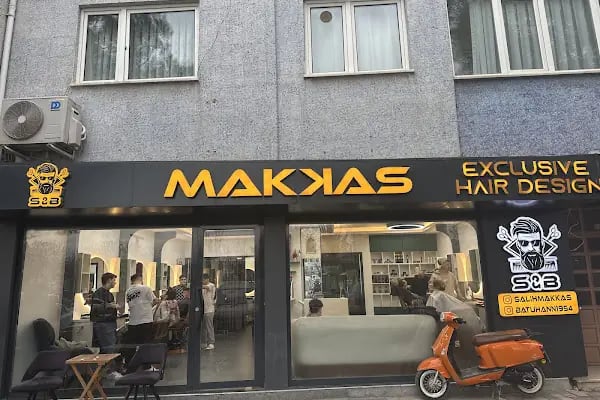 MAKKAS
EXCLUSIVE
HAIR DESIGN
S&B
S&B
SALIHMAKKAS
BATUHANN1954